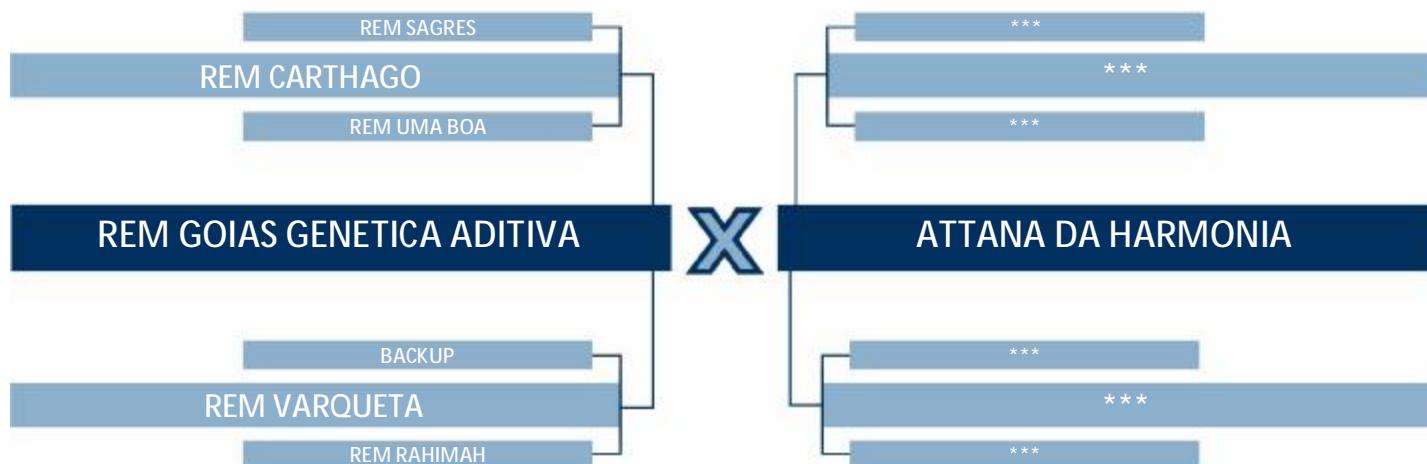 REM SAGRES
REM CARTHAGO
REM UMA BOA
REM GOIAS GENETICA ADITIVA
BACKUP
REM VARQUETA
REM RAHIMAH
X
***
***
***
ATTANA DA HARMONIA
***
***
***